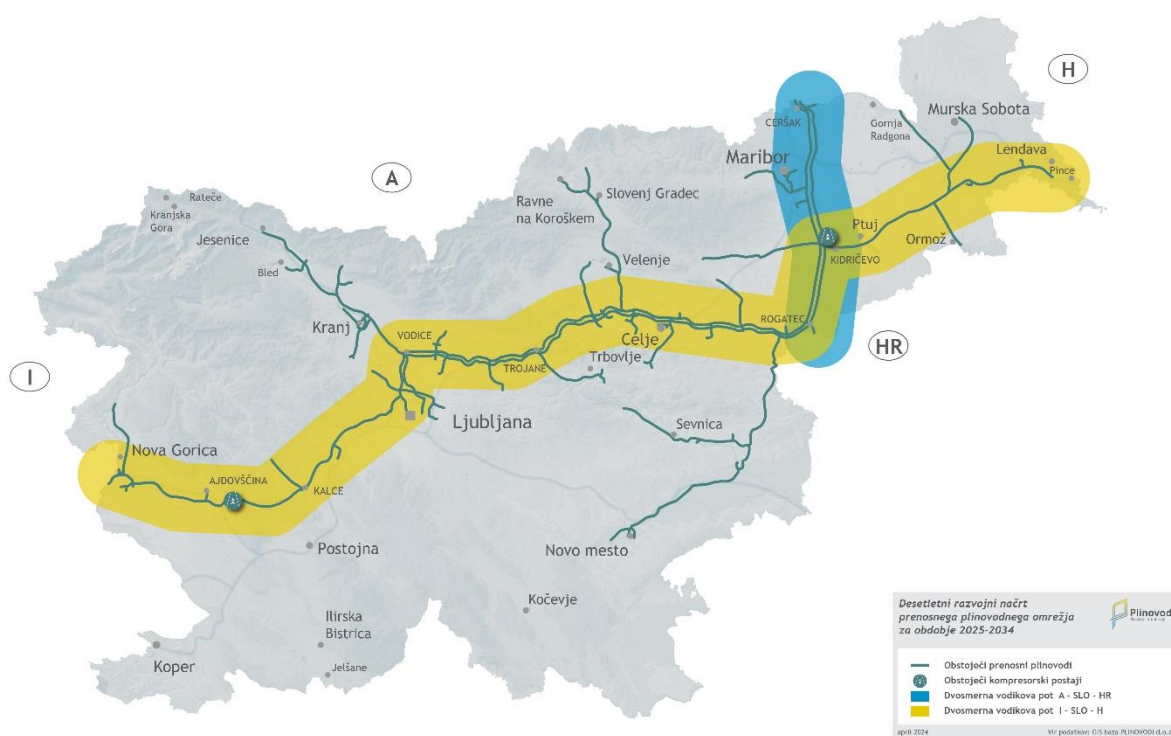 H
Murska Sobota
Gornja
Radgona
CERŠAK
Lendava
Pince
Maribor
A
Rateče
Kranjska
Gora
Slovenj Gradec
Ravne
na Koroškem
Ptuj
Ormož
Jesenice
KIDRIČEVO
Velenje
Bled
Kranj
VODICE
ROGATEC
Celje
HR
TROJANE
Trbovlje
I
Ljubljana
Sevnica
Nova Gorica
AJDOVŠČINA
KALCE
Novo mesto
Postojna
Kočevje
Ilirska
Bistrica
Koper
Jelšane
Desetletni razvojni načrt
prenosnega plinovodnega omrežja
za obdobje 2025-2034
Plinovodi
Obstoječi prenosni plinovodi
Obstoječi kompresorski postaji
Dvosmerna vodikova pot A - SLO - HR
Dvosmerna vodikova pot I - SLO - H
april 2024
Vir podatkov: GIS baza PLINOVODI d.o.o.